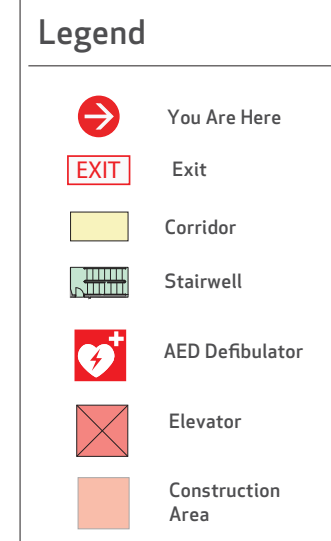 Legend
You Are Here
EXIT Exit
Corridor
Stairwell
AED Defibulator
Elevator
Construction
Area